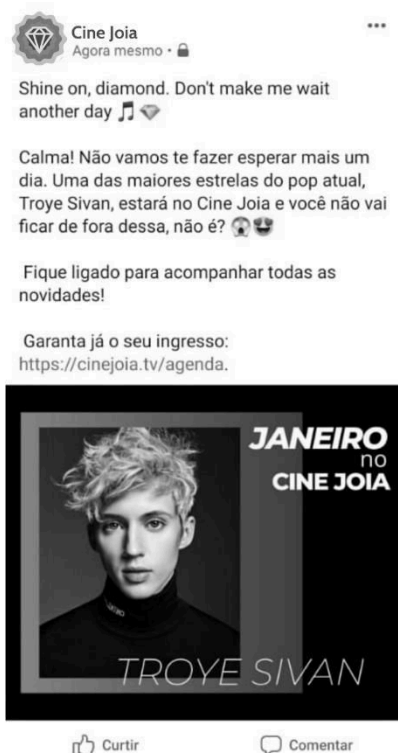 Cine Joia
Agora mesmo ·
Shine on, diamond. Don't make me wait
another day 🎵💎
Calma! Não vamos te fazer esperar mais um
dia. Uma das maiores estrelas do pop atual,
Troye Sivan, estará no Cine Joia e você não vai
ficar de fora dessa, não é? 😱😍
Fique ligado para acompanhar todas as
novidades!
Garanta já o seu ingresso:
https://cinejoia.tv/agenda.
JANEIRO
no
CINE JOIA
TROYE SIVAN
Curtir
Comentar